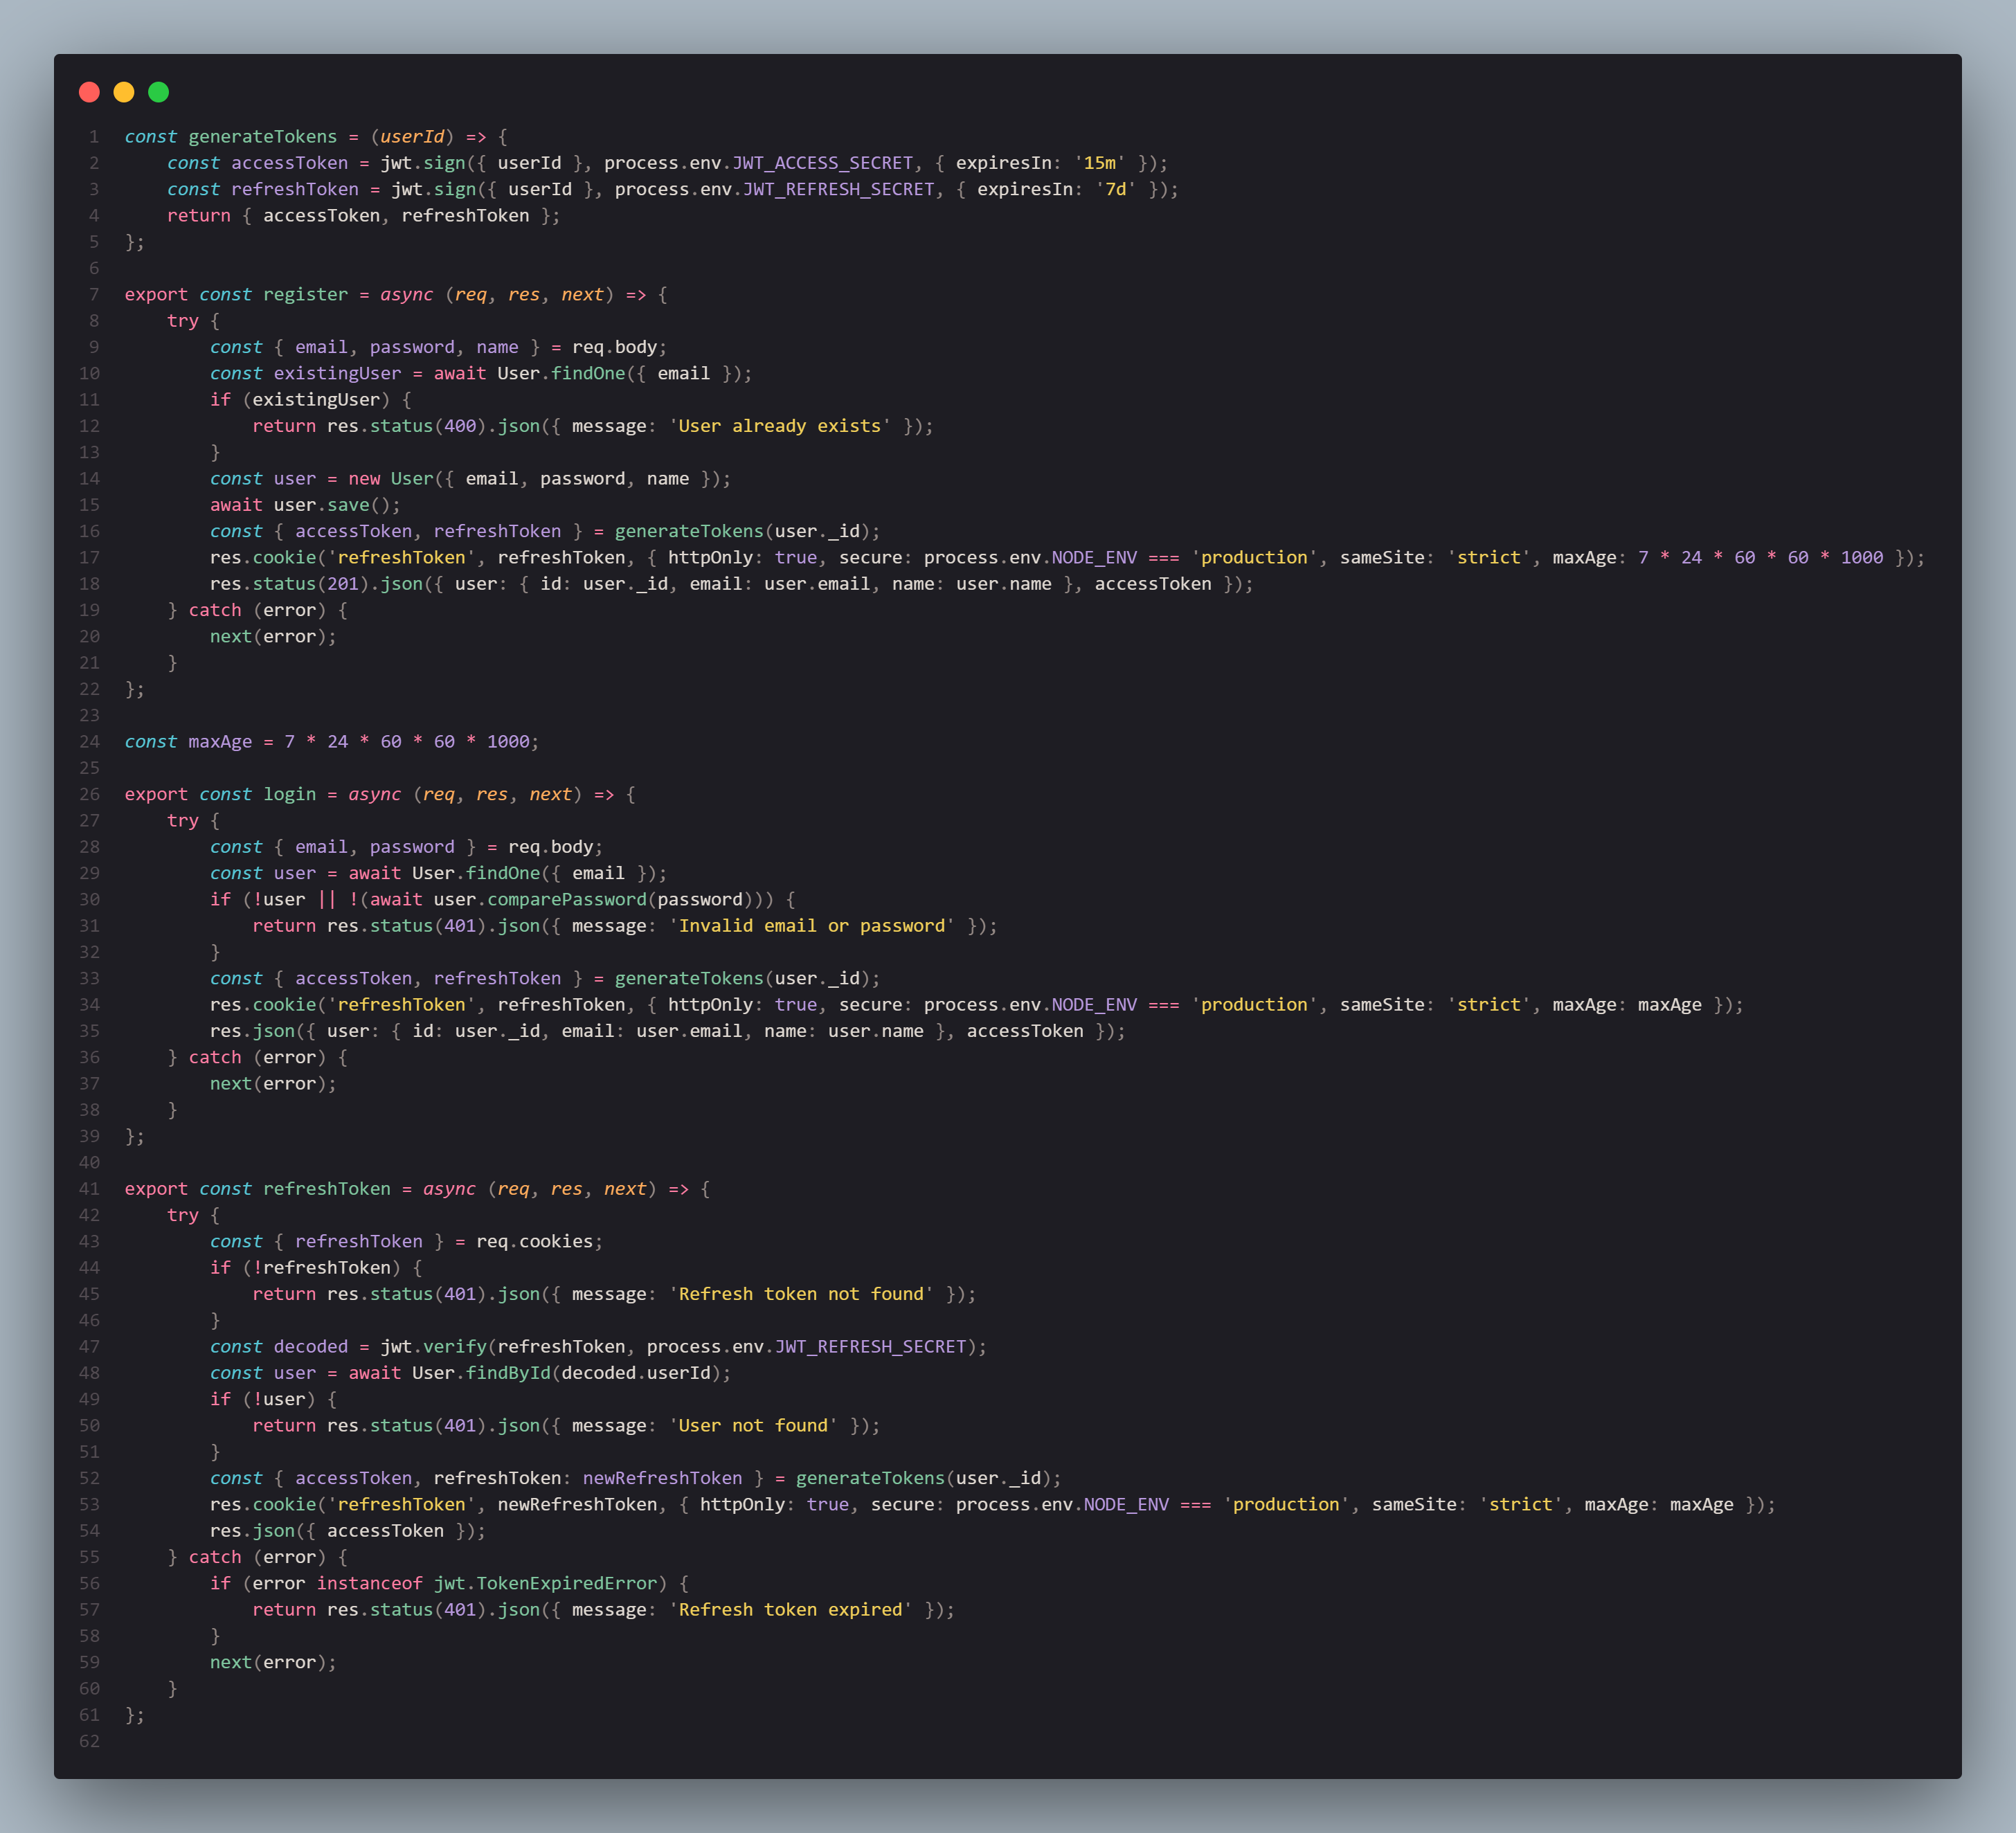 1 const generateTokens = (userId) => {
2     const accessToken = jwt.sign({ userId }, process.env.JWT_ACCESS_SECRET, { expiresIn: '15m' });
3     const refreshToken = jwt.sign({ userId }, process.env.JWT_REFRESH_SECRET, { expiresIn: '7d' });
4     return { accessToken, refreshToken };
5 };
6
7 export const register = async (req, res, next) => {
8     try {
9         const { email, password, name } = req.body;
10         const existingUser = await User.findOne({ email });
11         if (existingUser) {
12             return res.status(400).json({ message: 'User already exists' });
13         }
14         const user = new User({ email, password, name });
15         await user.save();
16         const { accessToken, refreshToken } = generateTokens(user._id);
17         res.cookie('refreshToken', refreshToken, { httpOnly: true, secure: process.env.NODE_ENV === 'production', sameSite: 'strict', maxAge: 7 * 24 * 60 * 60 * 1000 });
18         res.status(201).json({ user: { id: user._id, email: user.email, name: user.name }, accessToken });
19     } catch (error) {
20         next(error);
21     }
22 };
23
24 const maxAge = 7 * 24 * 60 * 60 * 1000;
25
26 export const login = async (req, res, next) => {
27     try {
28         const { email, password } = req.body;
29         const user = await User.findOne({ email });
30         if (!user || !(await user.comparePassword(password))) {
31             return res.status(401).json({ message: 'Invalid email or password' });
32         }
33         const { accessToken, refreshToken } = generateTokens(user._id);
34         res.cookie('refreshToken', refreshToken, { httpOnly: true, secure: process.env.NODE_ENV === 'production', sameSite: 'strict', maxAge: maxAge });
35         res.json({ user: { id: user._id, email: user.email, name: user.name }, accessToken });
36     } catch (error) {
37         next(error);
38     }
39 };
40
41 export const refreshToken = async (req, res, next) => {
42     try {
43         const { refreshToken } = req.cookies;
44         if (!refreshToken) {
45             return res.status(401).json({ message: 'Refresh token not found' });
46         }
47         const decoded = jwt.verify(refreshToken, process.env.JWT_REFRESH_SECRET);
48         const user = await User.findById(decoded.userId);
49         if (!user) {
50             return res.status(401).json({ message: 'User not found' });
51         }
52         const { accessToken, refreshToken: newRefreshToken } = generateTokens(user._id);
53         res.cookie('refreshToken', newRefreshToken, { httpOnly: true, secure: process.env.NODE_ENV === 'production', sameSite: 'strict', maxAge: maxAge });
54         res.json({ accessToken });
55     } catch (error) {
56         if (error instanceof jwt.TokenExpiredError) {
57             return res.status(401).json({ message: 'Refresh token expired' });
58         }
59         next(error);
60     }
61 };
62